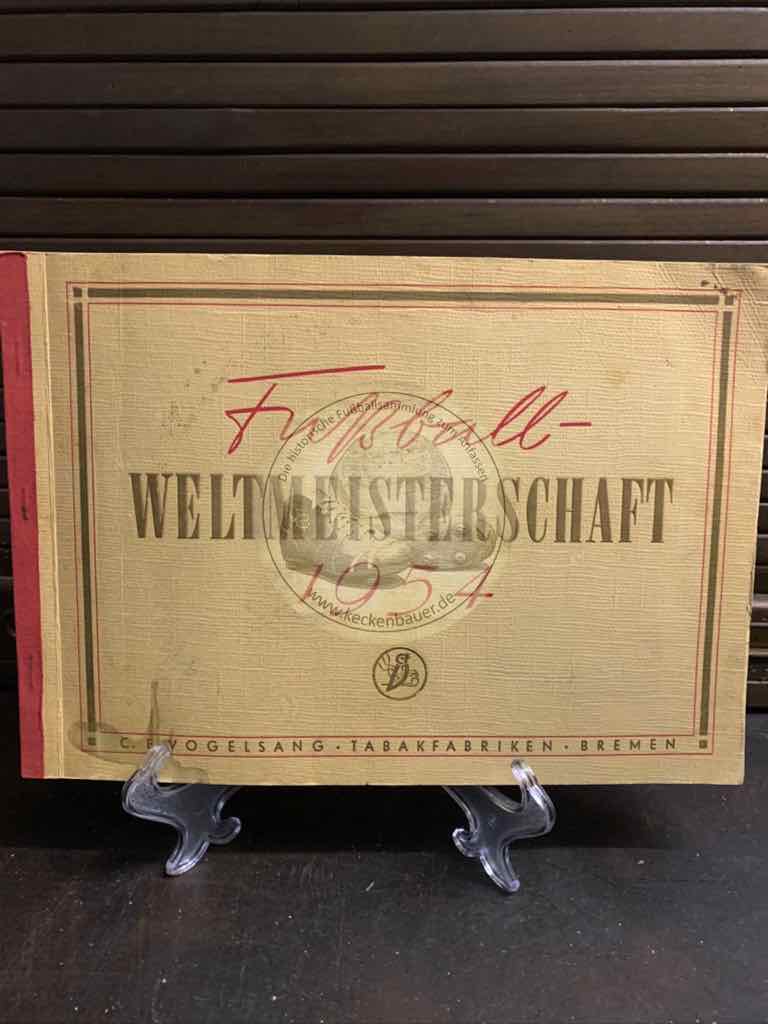 Fußball-
WELTMEISTERSCHAFT
1954
Die historische Fußballsammlung zum Anfassen
www.keckenbauer.de
C. F. VOGELSANG · TABAKFABRIKEN · BREMEN